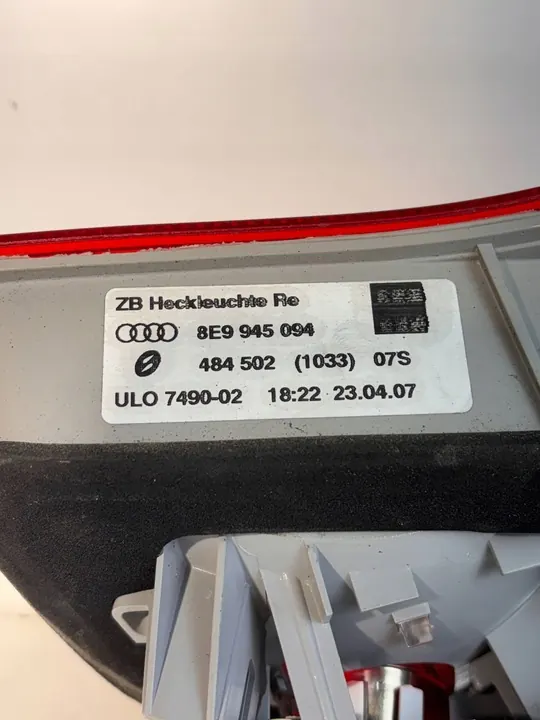 ZB Heckleuchte Re
8E9 945 094
484 502 (1033) 07S
ULO 7490-02 18:22 23.04.07